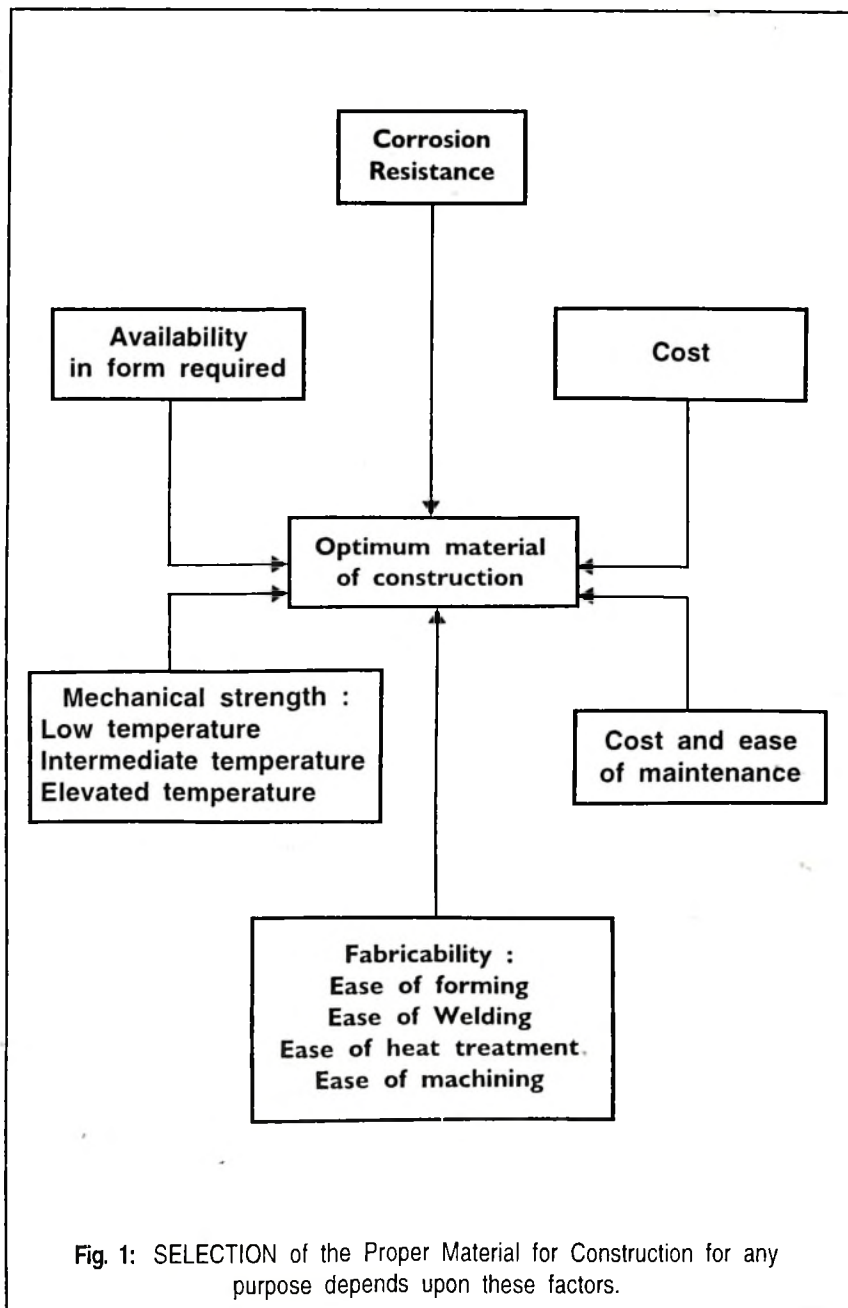 Corrosion
Resistance
Availability
in form required
Cost
Optimum material
of construction
Mechanical strength :
Low temperature
Intermediate temperature
Elevated temperature
Cost and ease
of maintenance
Fabricability :
Ease of forming
Ease of Welding
Ease of heat treatment
Ease of machining
Fig. 1: SELECTION of the Proper Material for Construction for any
purpose depends upon these factors.